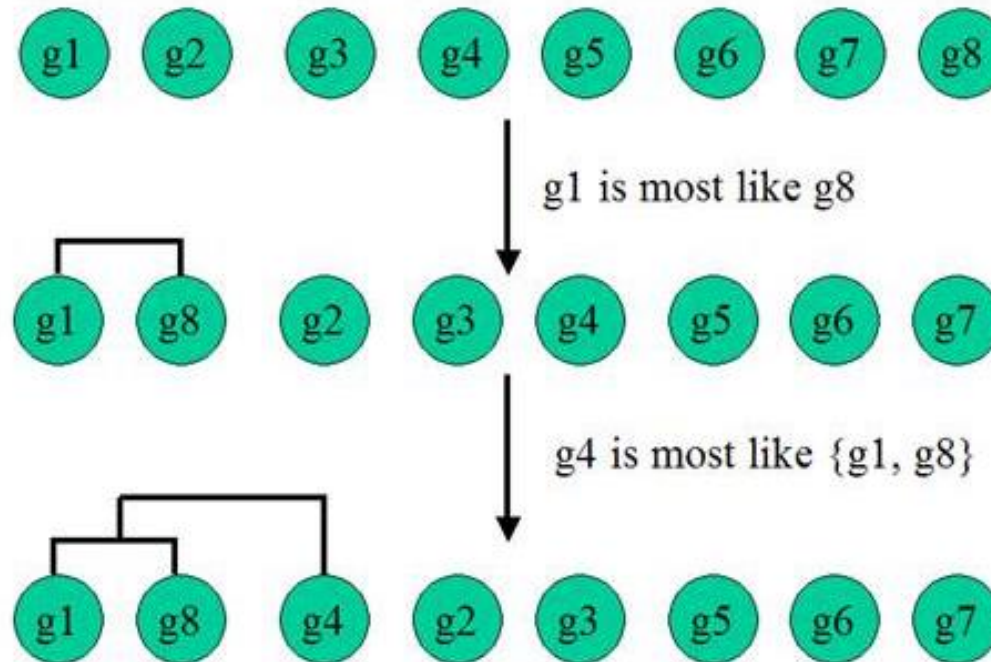 g1 g2 g3 g4 g5 g6 g7 g8
g1 is most like g8
g1 g8 g2 g3 g4 g5 g6 g7
g4 is most like {g1, g8}
g1 g8 g4 g2 g3 g5 g6 g7